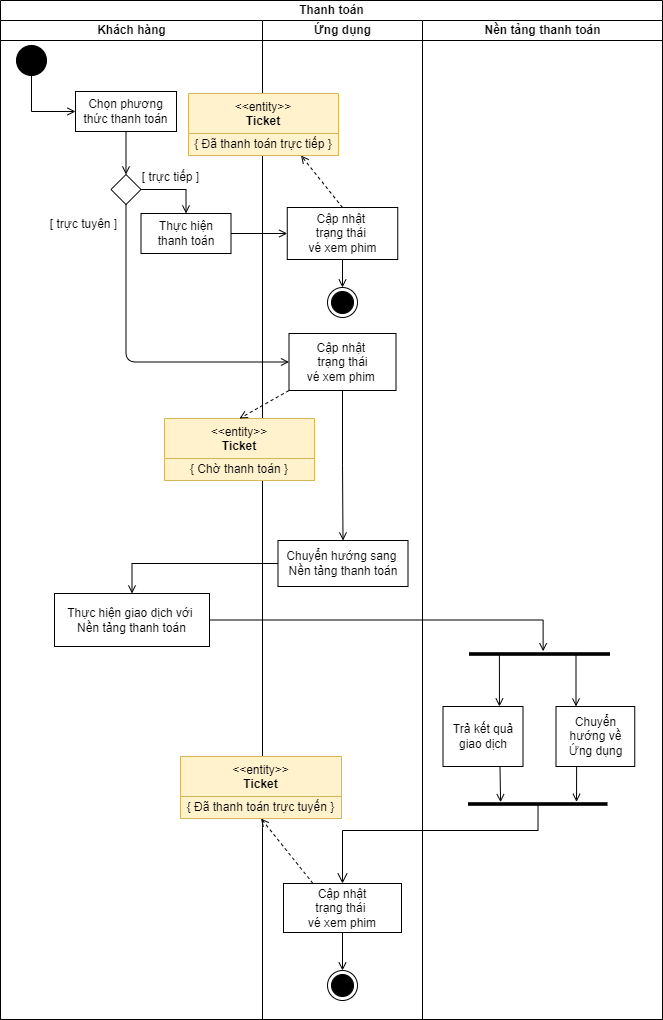 Thanh toán
Khách hàng
Ứng dụng
Nền tảng thanh toán
Chọn phương
thức thanh toán
<<entity>>
Ticket
{ Đã thanh toán trực tiếp }
[ trực tiếp ]
[ trực tuyên ]
Thực hiện
thanh toán
Cập nhật
trạng thái
vé xem phim
Cập nhật
trạng thái
vé xem phim
<<entity>>
Ticket
{ Chờ thanh toán }
Chuyển hướng sang
Nền tảng thanh toán
Thực hiện giao dịch với
Nền tảng thanh toán
Trả kết quả
giao dịch
Chuyển
hướng về
Ứng dụng
<<entity>>
Ticket
{ Đã thanh toán trực tuyến }
Cập nhật
trạng thái
vé xem phim